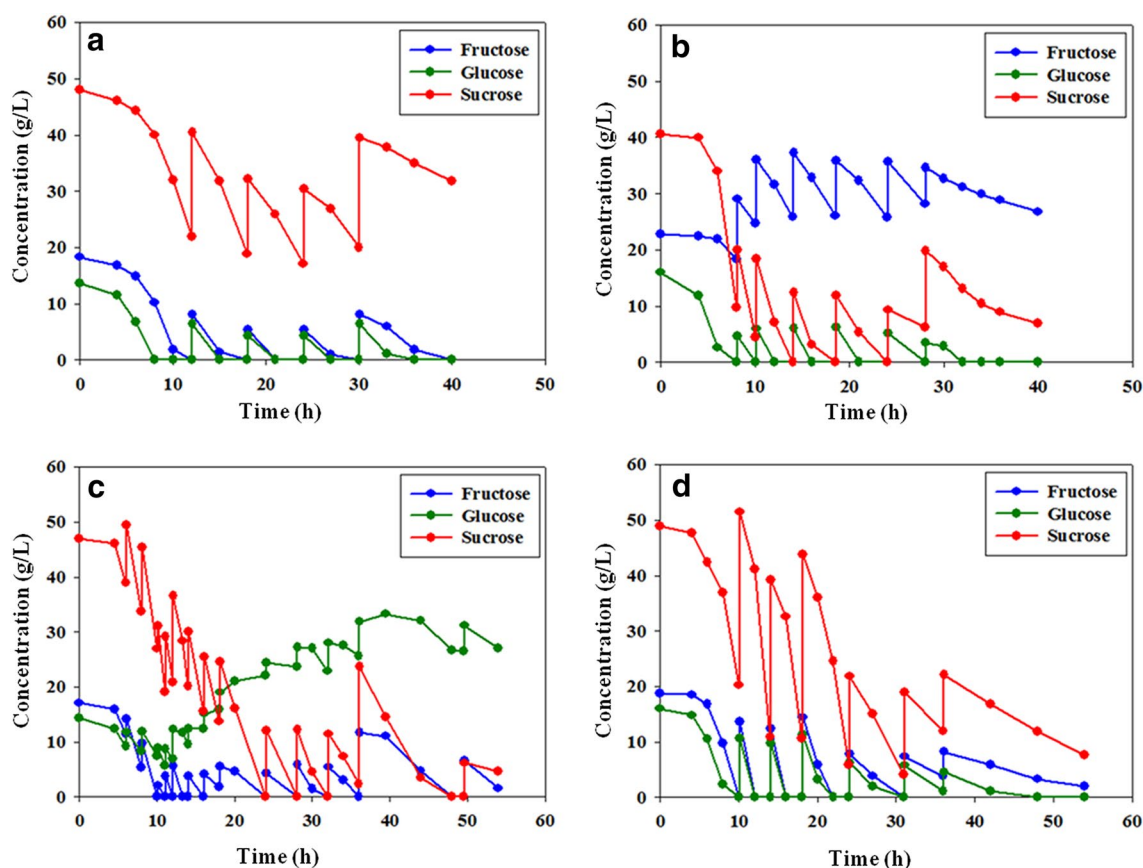 a
Fructose
Glucose
Sucrose
Concentration (g/L)
60
50
40
30
20
10
0
0 10 20 30 40 50
Time (h)
b
Fructose
Glucose
Sucrose
Concentration (g/L)
60
50
40
30
20
10
0
0 10 20 30 40 50
Time (h)
c
Fructose
Glucose
Sucrose
Concentration (g/L)
60
50
40
30
20
10
0
0 10 20 30 40 50 60
Time (h)
d
Fructose
Glucose
Sucrose
Concentration (g/L)
60
50
40
30
20
10
0
0 10 20 30 40 50 60
Time (h)